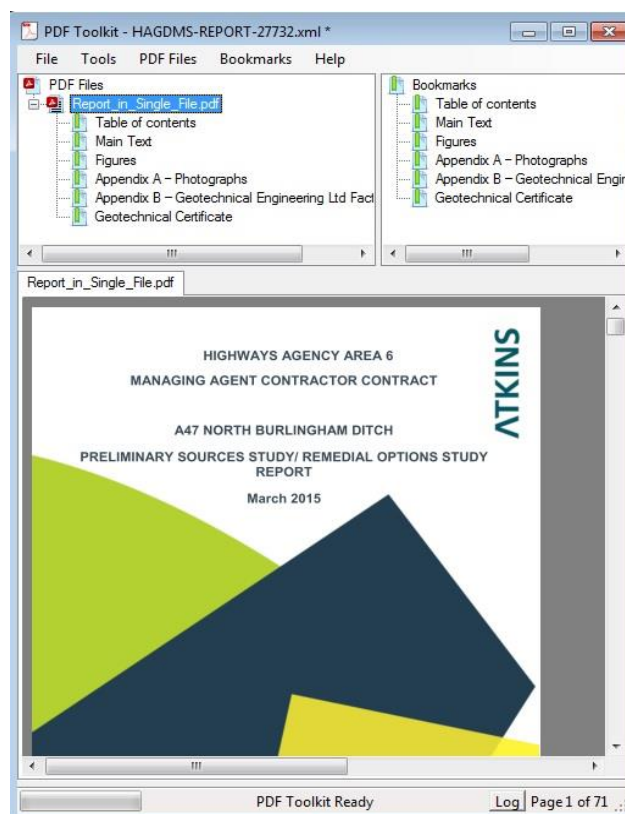 PDF Toolkit - HAGDMS-REPORT-27732.xml *
File Tools PDF Files Bookmarks Help
PDF Files
Report_in_Single_File.pdf
Table of contents
Main Text
Figures
Appendix A – Photographs
Appendix B – Geotechnical Engineering Ltd Fact
Geotechnical Certificate
Bookmarks
Table of contents
Main Text
Figures
Appendix A – Photographs
Appendix B – Geotechnical Engir
Geotechnical Certificate
Report_in_Single_File.pdf
HIGHWAYS AGENCY AREA 6
MANAGING AGENT CONTRACTOR CONTRACT
ATKINS
A47 NORTH BURLINGHAM DITCH
PRELIMINARY SOURCES STUDY/ REMEDIAL OPTIONS STUDY
REPORT
March 2015
PDF Toolkit Ready Log Page 1 of 71